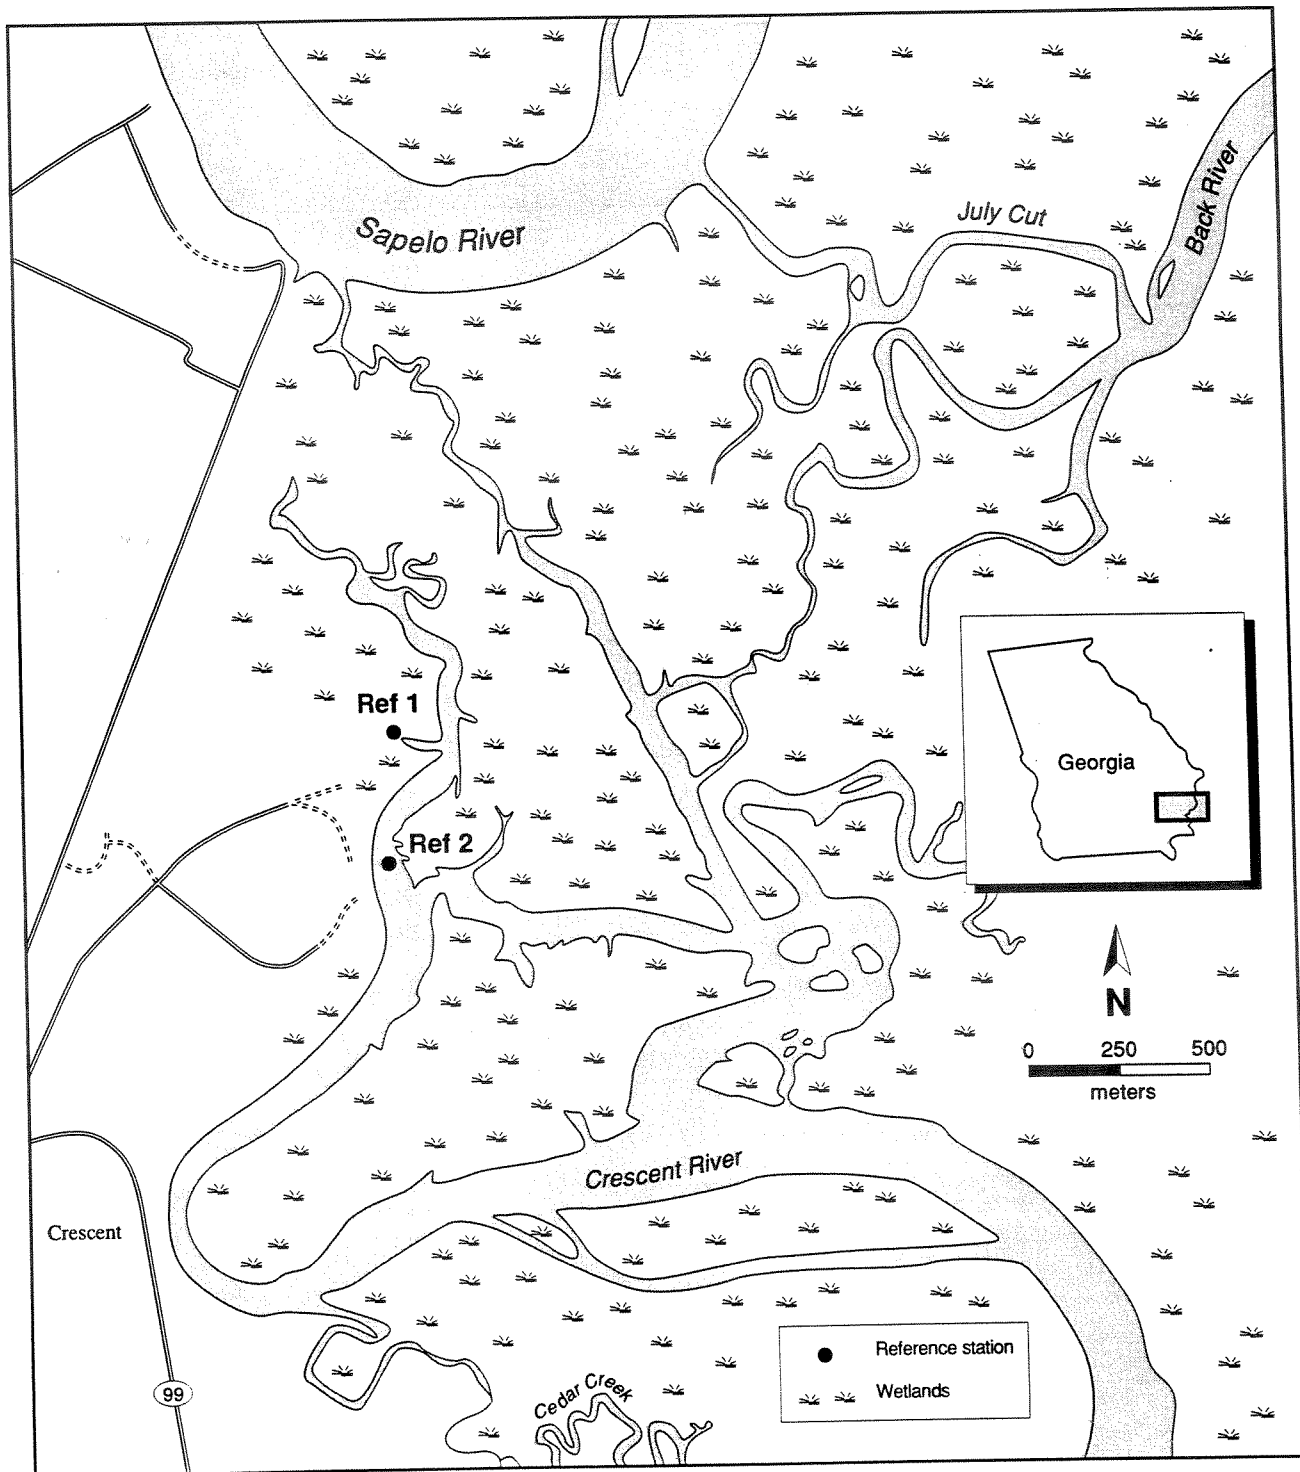 Sapelo River
July Cut
Back River
Ref 1
Ref 2
Georgia
N
0 250 500
meters
Crescent River
Crescent
99
Cedar Creek
Reference station
Wetlands